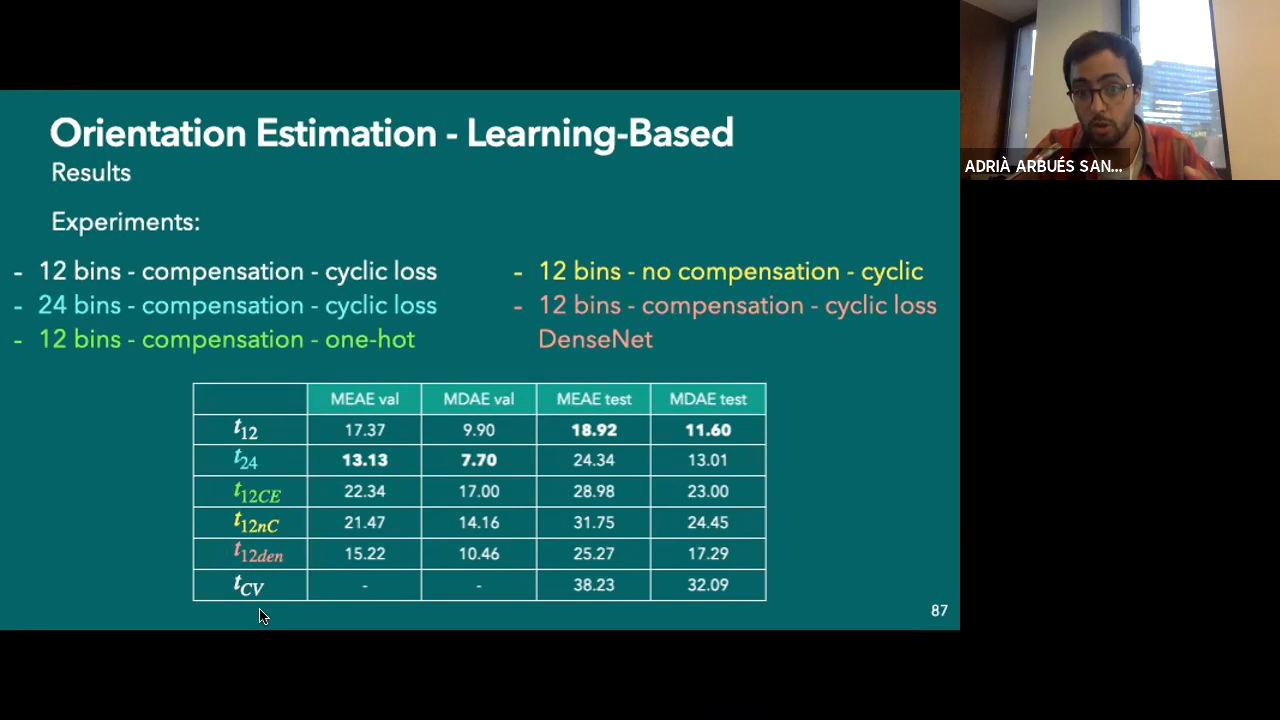 Orientation Estimation - Learning-Based
Results
Experiments:
- 12 bins - compensation - cyclic loss
- 24 bins - compensation - cyclic loss
- 12 bins - compensation - one-hot
- 12 bins - no compensation - cyclic
- 12 bins - compensation - cyclic loss
DenseNet
MEAE val MDAE val MEAE test MDAE test
t12 17.37 9.90 18.92 11.60
t24 13.13 7.70 24.34 13.01
t12CE 22.34 17.00 28.98 23.00
t12nC 21.47 14.16 31.75 24.45
t12den 15.22 10.46 25.27 17.29
tCV - - 38.23 32.09
87
ADRIÀ ARBUÉS SAN...